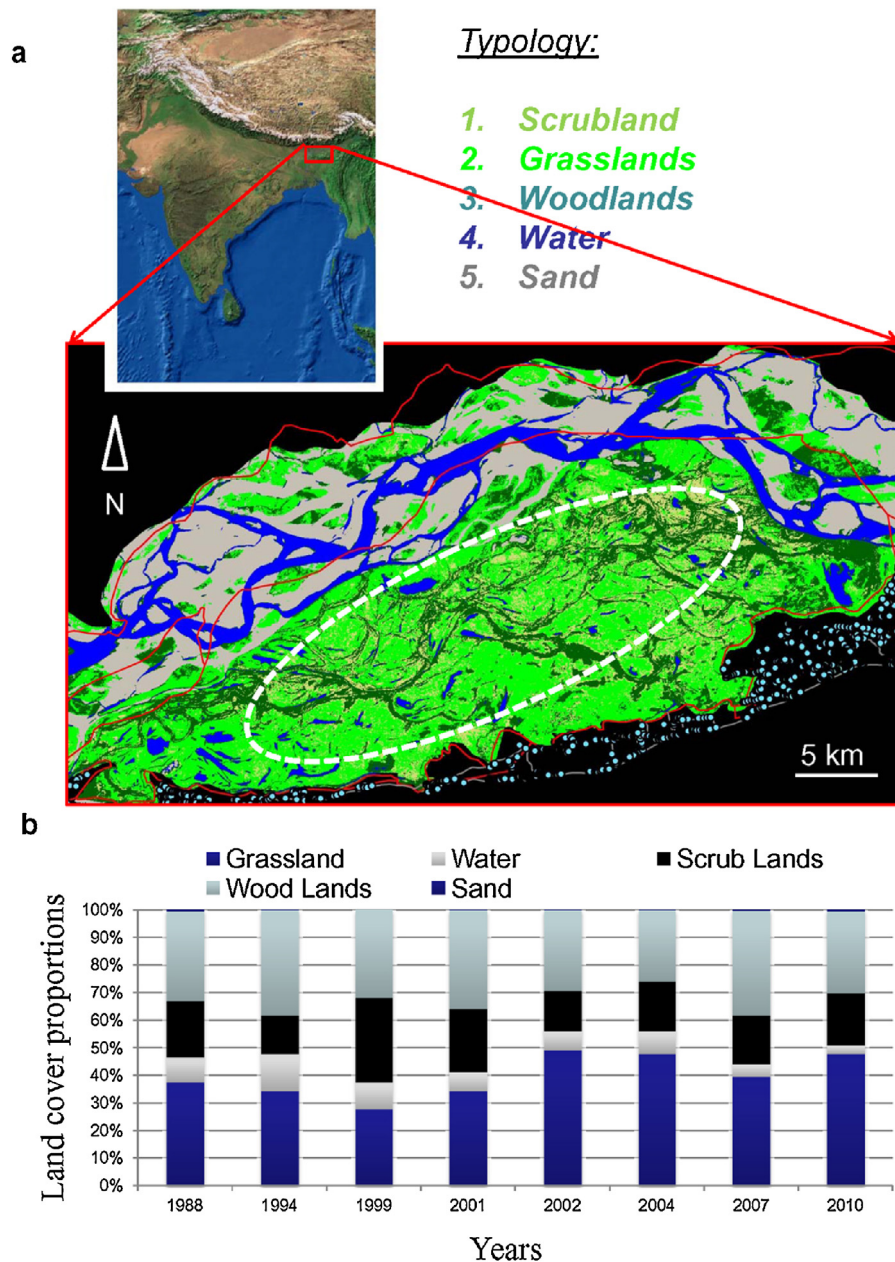 a
Typology:
1. Scrubland
2. Grasslands
3. Woodlands
4. Water
5. Sand
N
5 km
b
Grassland Water Scrub Lands
Wood Lands Sand
Land cover proportions
100%
90%
80%
70%
60%
50%
40%
30%
20%
10%
0%
1988 1994 1999 2001 2002 2004 2007 2010
Years